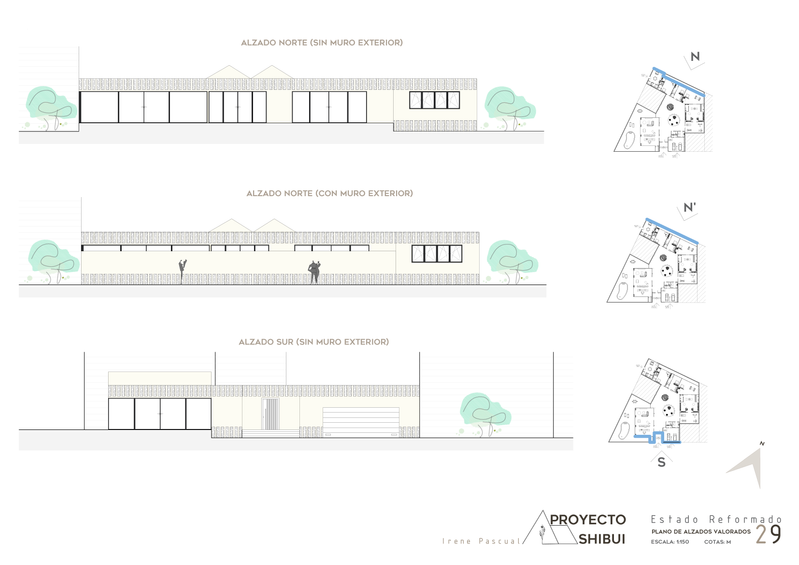 ALZADO NORTE (SIN MURO EXTERIOR)
N
ALZADO NORTE (CON MURO EXTERIOR)
N'
ALZADO SUR (SIN MURO EXTERIOR)
S
N
Irene Pascual
PROYECTO
SHIBUI
Estado Reformado
PLANO DE ALZADOS VALORADOS
ESCALA: 1:150 COTAS: M
29